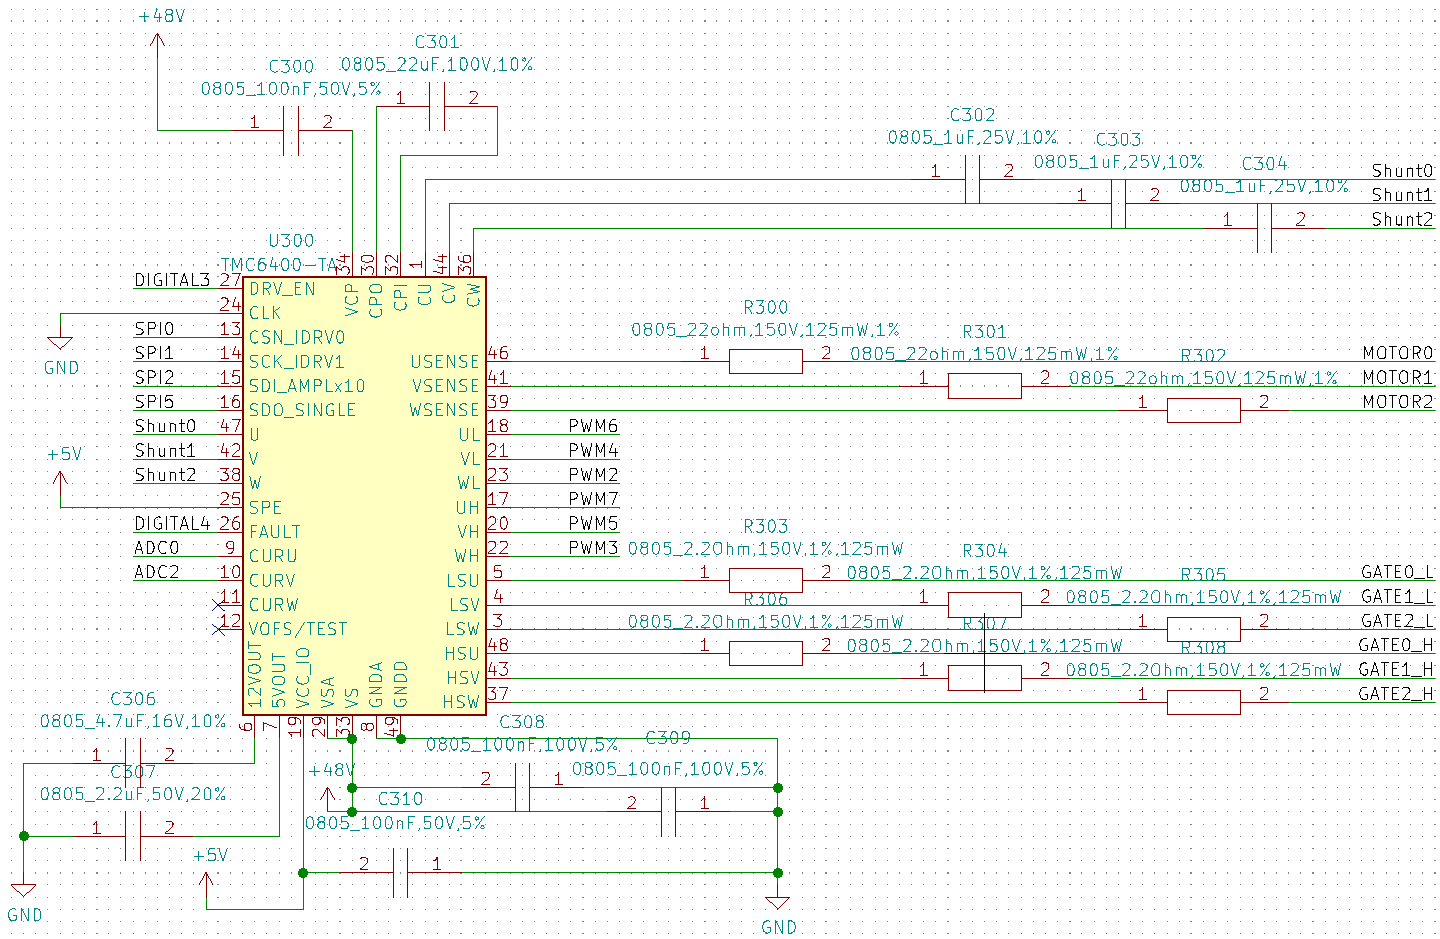 +48V
C301
0805_22uF,100V,10%
1 2
C300
0805_100nF,50V,5%
1 2
C302
0805_1uF,25V,10%
1 2
C303
0805_1uF,25V,10%
1 2
C304
0805_1uF,25V,10%
1 2
Shunt0
Shunt1
Shunt2
U300
TMC6400-TA
34 30 32 1 44 36
VCP CPO CPI CU CV CW
DIGITAL3 27 DRV_EN
24 CLK
GND
SPI0 13 CSN_IDRV0
SPI1 14 SCK_IDRV1
SPI2 15 SDI_AMPLx10
SPI5 16 SDO_SINGLE
Shunt0 47 U
Shunt1 42 V
Shunt2 38 W
+5V
25 SPE
DIGITAL4 26 FAULT
ADC0 9 CURU
ADC2 10 CURV
11 CURW
12 VOFS/TEST
USENSE 46
VSENSE 41
WSENSE 39
UL 18 PWM6
VL 21 PWM4
WL 23 PWM2
UH 17 PWM7
VH 20 PWM5
WH 22 PWM3
LSU 5
LSV 4
LSW 3
HSU 48
HSV 43
HSW 37
R300
0805_22ohm,150V,125mW,1%
1 2
R301
0805_22ohm,150V,125mW,1%
1 2
R302
0805_22ohm,150V,125mW,1%
1 2
MOTOR0
MOTOR1
MOTOR2
R303
0805_2.2Ohm,150V,1%,125mW
1 2
R304
0805_2.2Ohm,150V,1%,125mW
1 2
R305
0805_2.2Ohm,150V,1%,125mW
1 2
R306
0805_2.2Ohm,150V,1%,125mW
1 2
R307
0805_2.2Ohm,150V,1%,125mW
1 2
R308
0805_2.2Ohm,150V,1%,125mW
1 2
GATE0_L
GATE1_L
GATE2_L
GATE0_H
GATE1_H
GATE2_H
12VOUT 5VOUT VCC_IO VSA VS GNDA GNDD
6 7 19 29 33 8 49
C306
0805_4.7uF,16V,10%
1 2
C307
0805_2.2uF,50V,20%
1 2
GND
+5V
+48V
C308
0805_100nF,100V,5%
2 1
C309
0805_100nF,100V,5%
2 1
C310
0805_100nF,50V,5%
2 1
GND